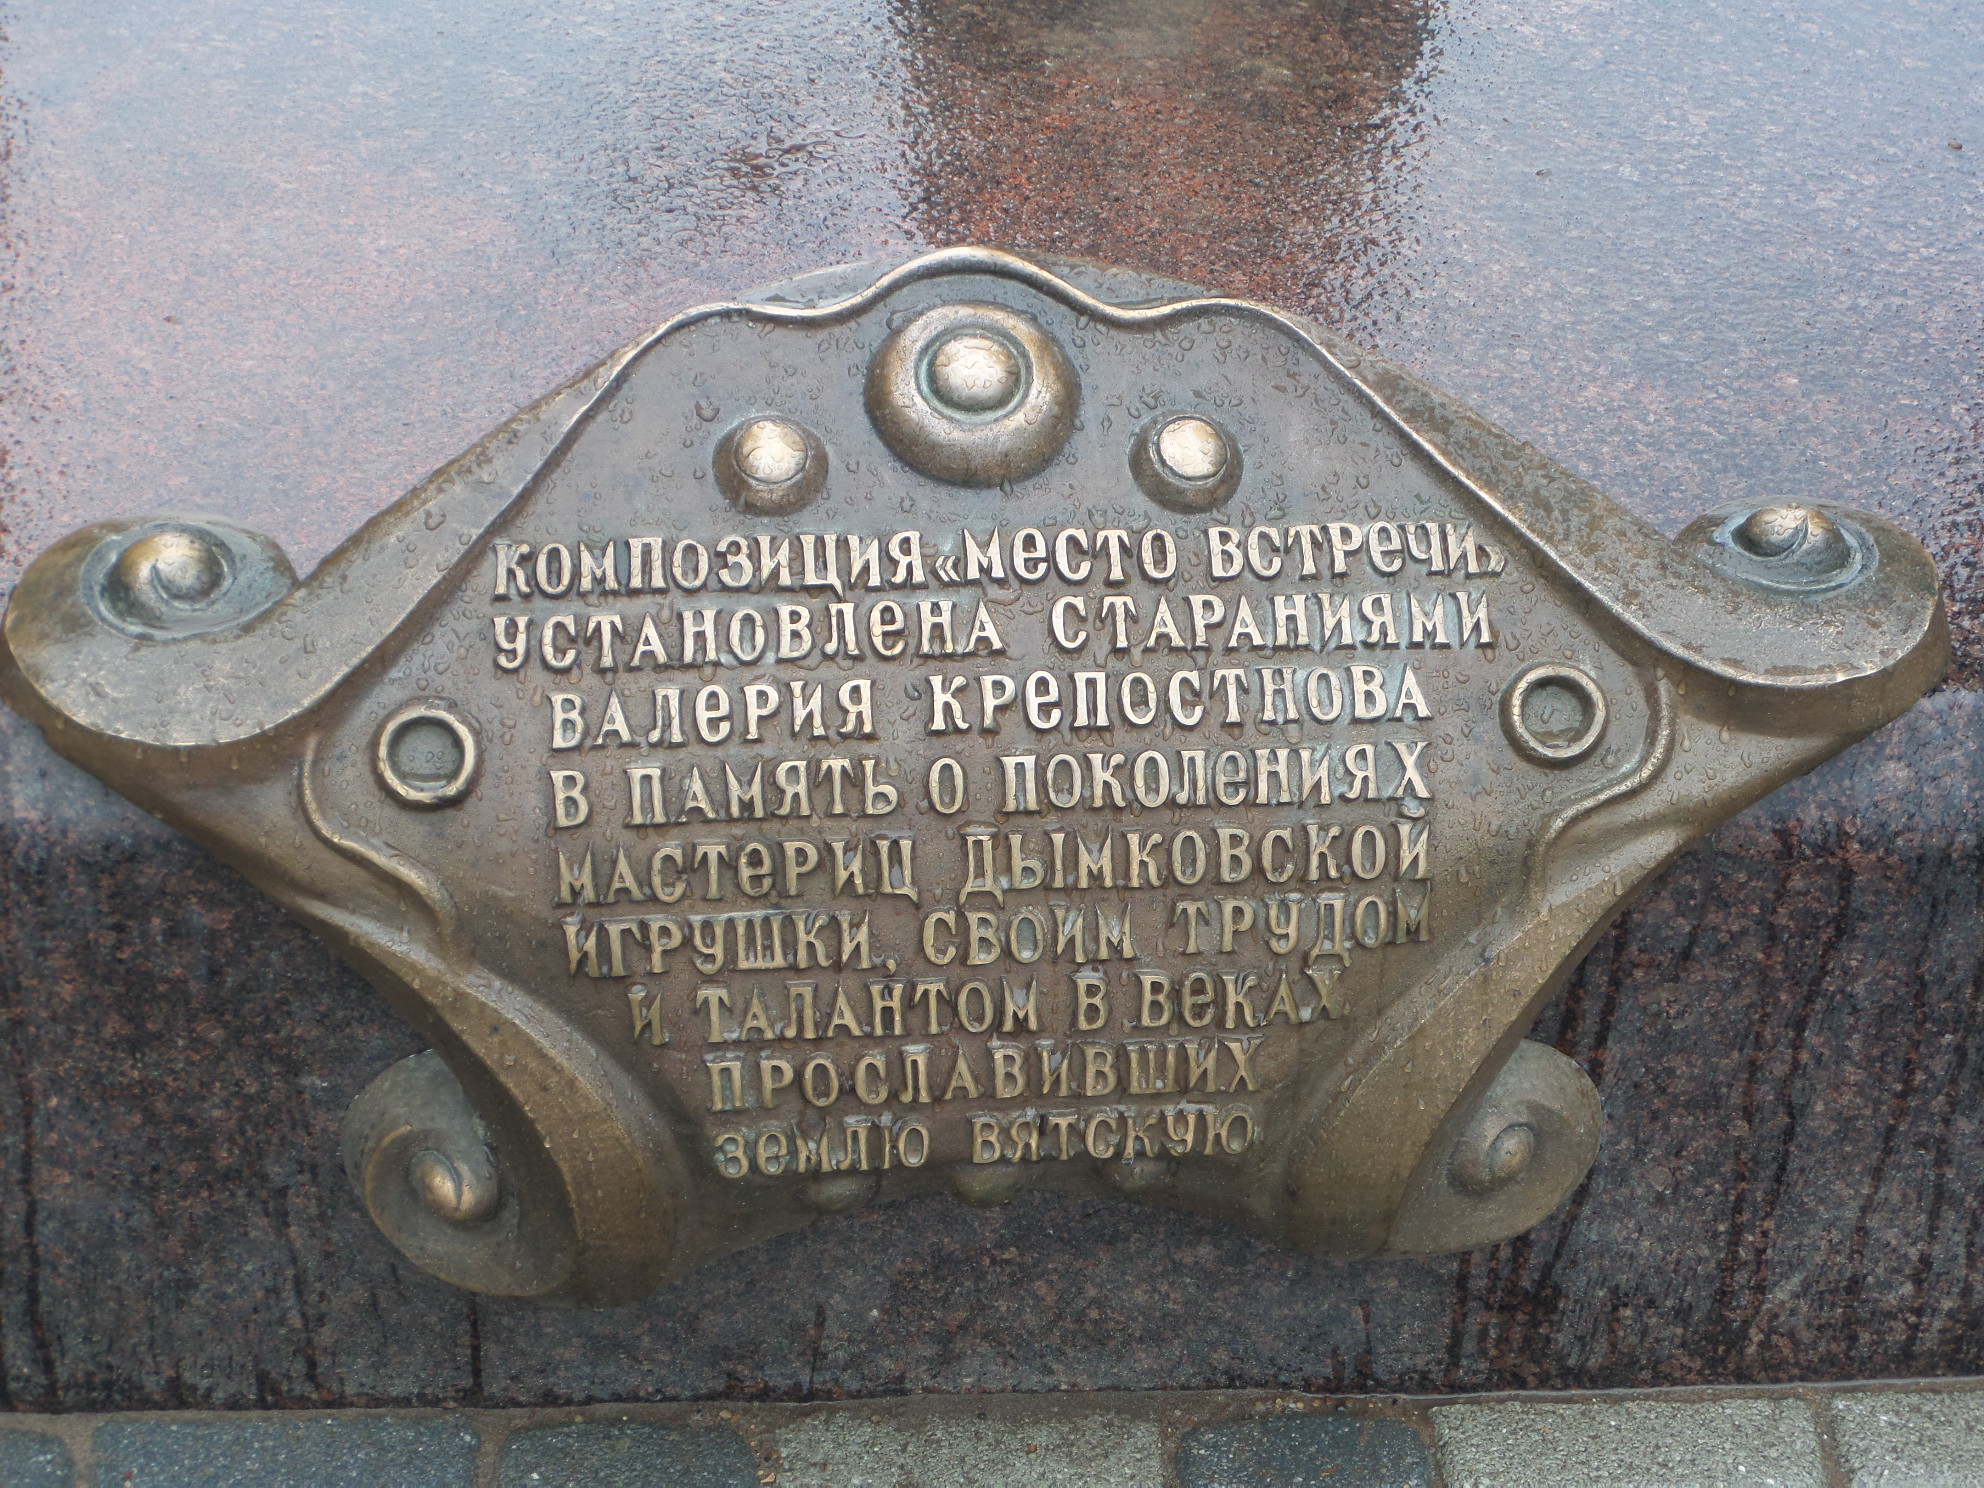 КОМПОЗИЦИЯ «МЕСТО ВСТРЕЧИ»
УСТАНОВЛЕНА СТАРАНИЯМИ
ВАЛЕРИЯ КРЕПОСТНОВА
В ПАМЯТЬ О ПОКОЛЕНИЯХ
МАСТЕРИЦ ДЫМКОВСКОЙ
ИГРУШКИ, СВОИМ ТРУДОМ
И ТАЛАНТОМ В ВЕКАХ
ПРОСЛАВИВШИХ
ЗЕМЛЮ ВЯТСКУЮ